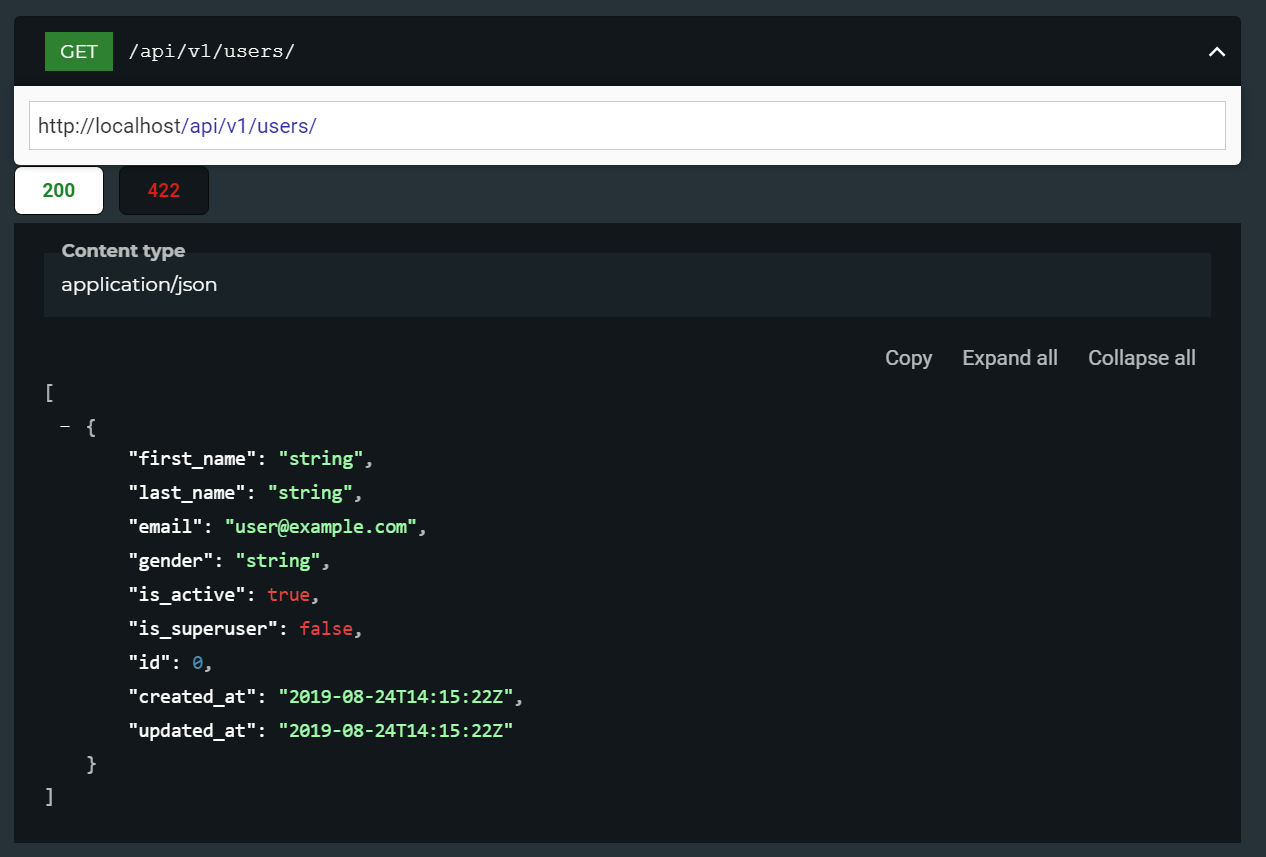 GET /api/v1/users/
http://localhost/api/v1/users/
200 422
Content type
application/json
Copy Expand all Collapse all
[
− {
"first_name": "string",
"last_name": "string",
"email": "user@example.com",
"gender": "string",
"is_active": true,
"is_superuser": false,
"id": 0,
"created_at": "2019-08-24T14:15:22Z",
"updated_at": "2019-08-24T14:15:22Z"
}
]